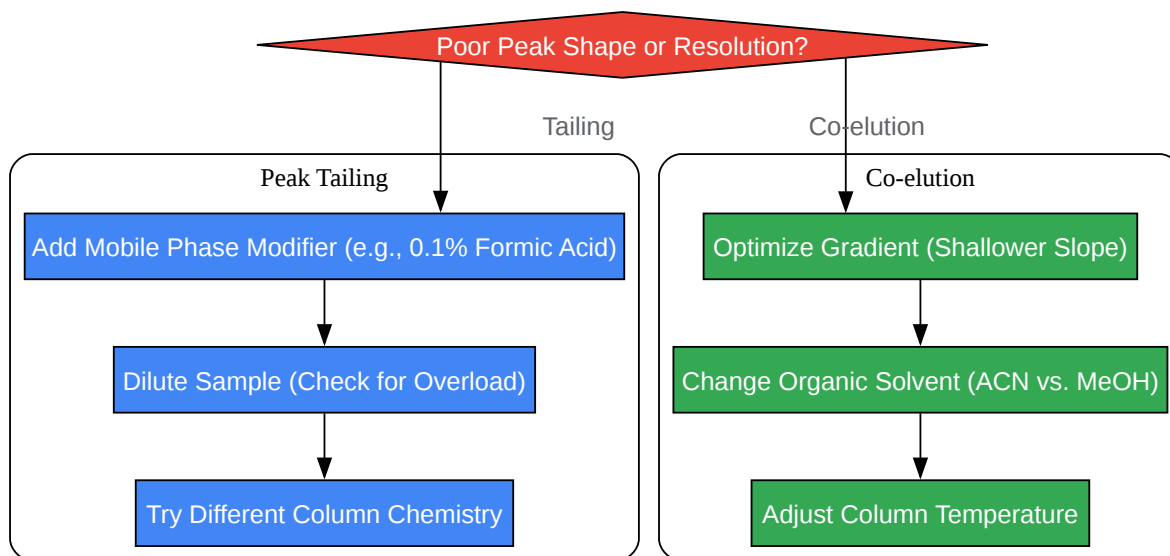 Poor Peak Shape or Resolution?
Tailing
Co-elution
Peak Tailing
Add Mobile Phase Modifier (e.g., 0.1% Formic Acid)
Dilute Sample (Check for Overload)
Try Different Column Chemistry
Co-elution
Optimize Gradient (Shallower Slope)
Change Organic Solvent (ACN vs. MeOH)
Adjust Column Temperature